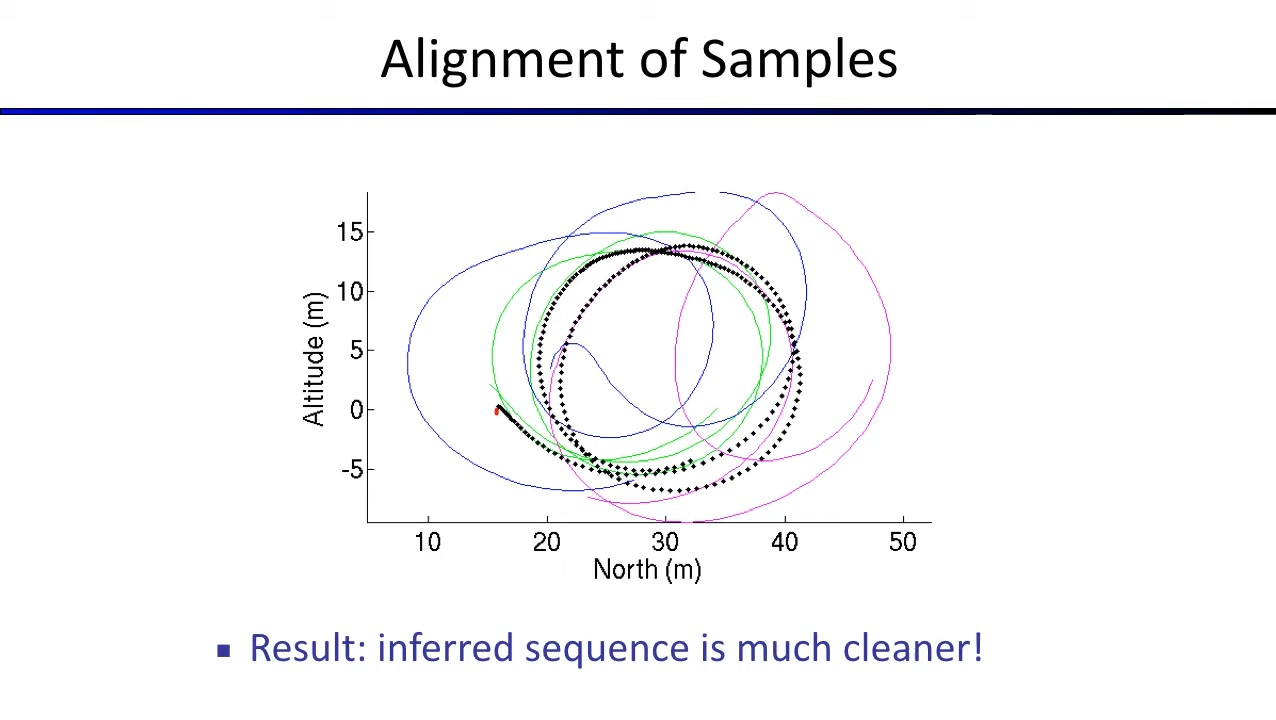 Alignment of Samples
15
10
5
0
-5
Altitude (m)
10 20 30 40 50
North (m)
Result: inferred sequence is much cleaner!